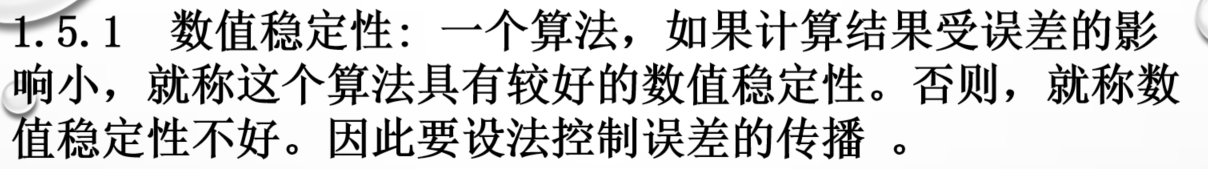 1.5.1 数值稳定性：一个算法，如果计算结果受误差的影
响小，就称这个算法具有较好的数值稳定性。否则，就称数
值稳定性不好。因此要设法控制误差的传播 。